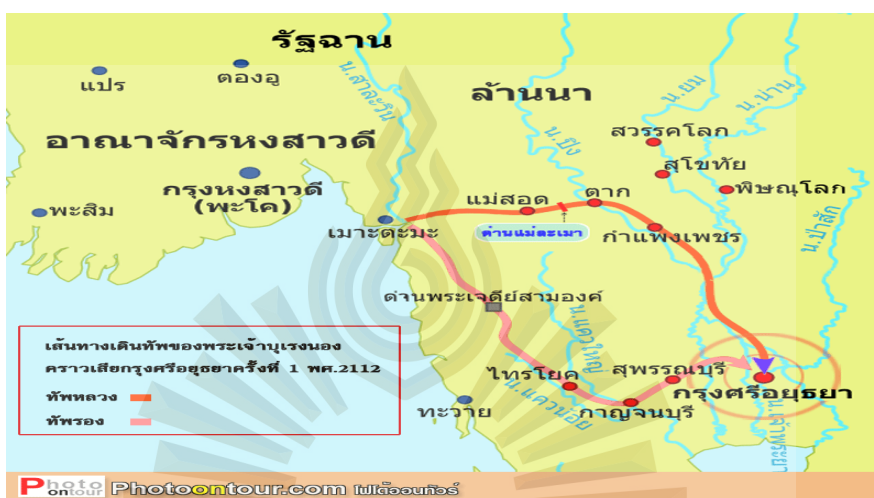 รัฐฉาน
น.สาละวิน
แปร
ตองอู
ล้านนา
น.ยม
น.น่าน
อาณาจักรหงสาวดี
น.ปิง
สวรรคโลก
สุโขทัย
กรุงหงสาวดี
(พะโค)
พิษณุโลก
พะสิม
แม่สอด
ตาก
น.ป่าสัก
เมาะตะมะ
ด่านแม่ละเมา
กำแพงเพชร
ด่านพระเจดีย์สามองค์
น.แควใหญ่
เส้นทางเดินทัพของพระเจ้าบุเรงนอง
คราวเสียกรุงศรีอยุธยาครั้งที่ 1 พศ.2112
ทัพหลวง
ทัพรอง
ไทรโยค
สุพรรณบุรี
กรุงศรีอยุธยา
น.แควน้อย
ทะวาย
กาญจนบุรี
น.เจ้าพระยา
Photo
ontour
Photoontour.com โฟโต้ออนทัวร์